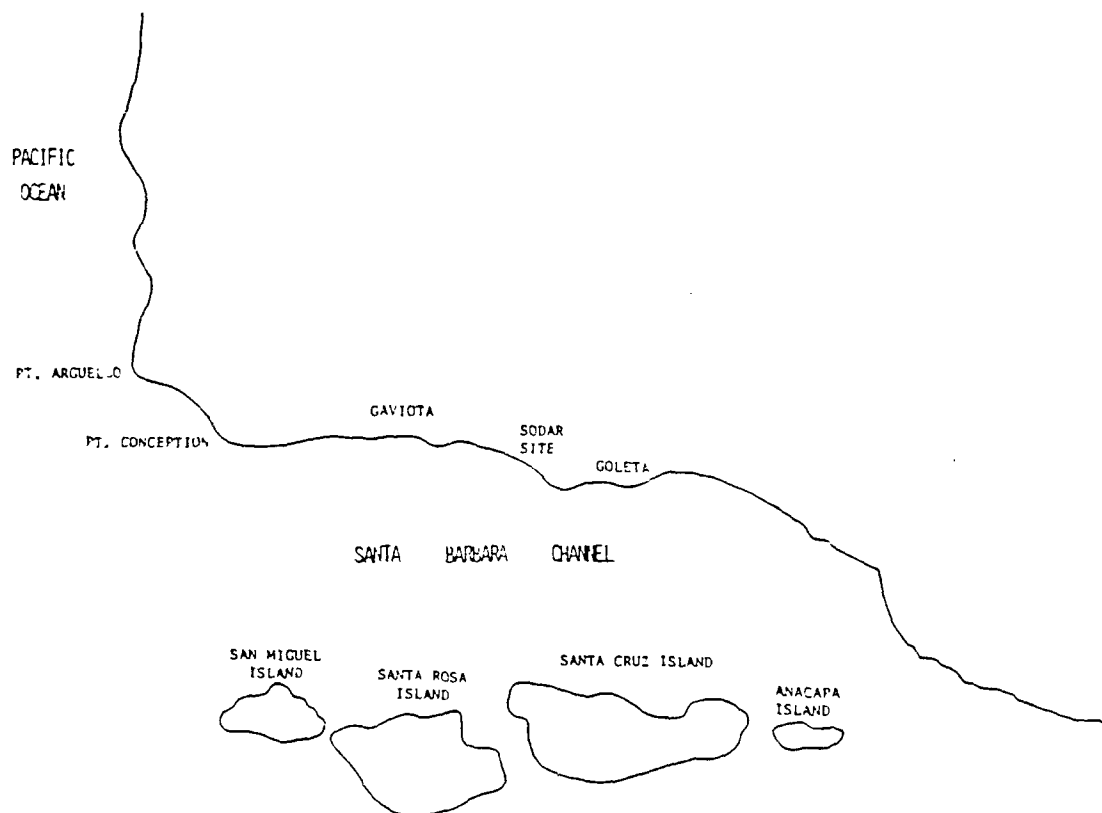 PACIFIC
OCEAN
PT. ARGUELLO
GAVIOTA
PT. CONCEPTION
SODAR
SITE
GOLETA
SANTA BARBARA CHANNEL
SAN MIGUEL
ISLAND
SANTA ROSA
ISLAND
SANTA CRUZ ISLAND
ANACAPA
ISLAND